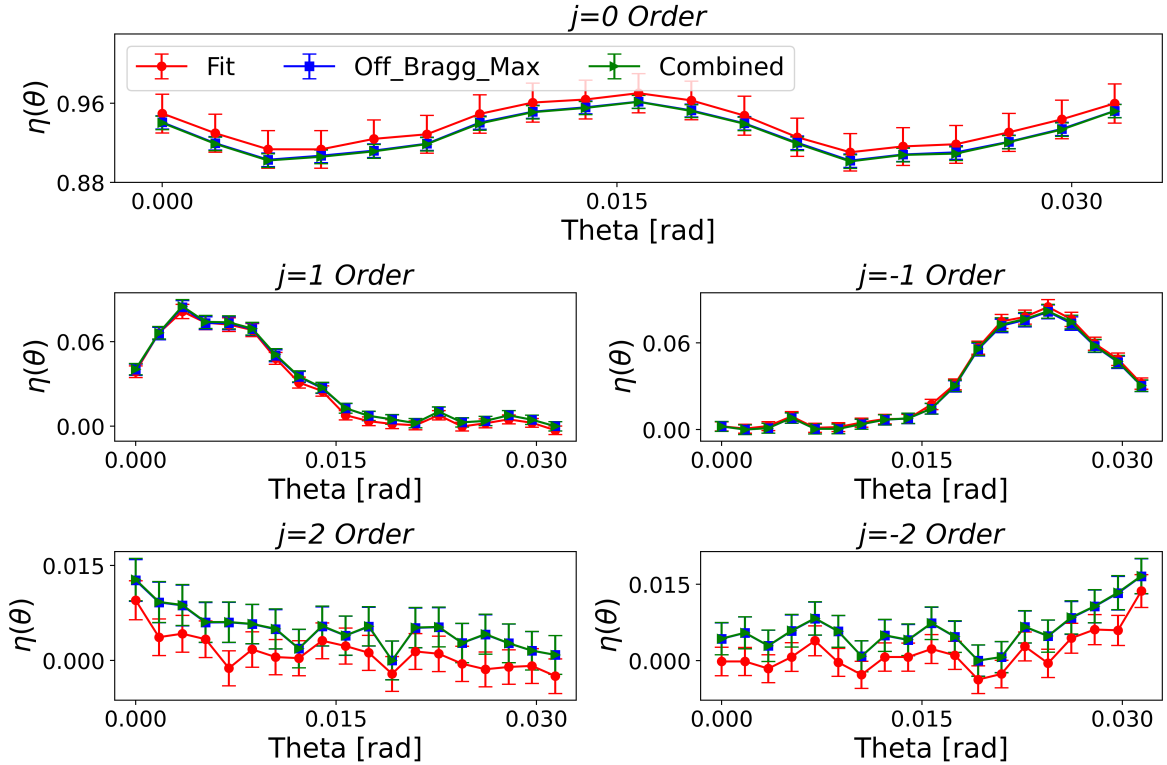 j=0 Order
Fit Off_Bragg_Max Combined
η(θ)
0.96
0.88
0.000 0.015 0.030
Theta [rad]
j=1 Order j=-1 Order
η(θ) η(θ)
0.06 0.06
0.00 0.00
0.000 0.015 0.030 0.000 0.015 0.030
Theta [rad] Theta [rad]
j=2 Order j=-2 Order
η(θ) η(θ)
0.015 0.015
0.000 0.000
0.000 0.015 0.030 0.000 0.015 0.030
Theta [rad] Theta [rad]